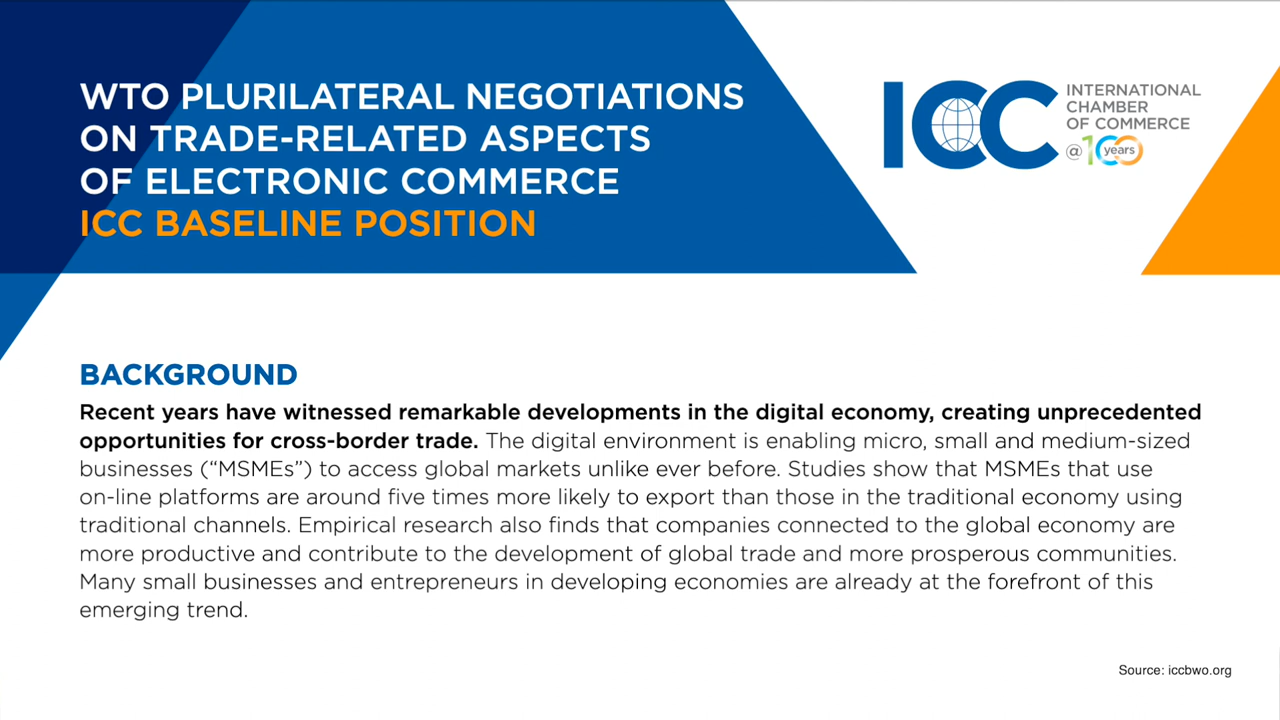 WTO PLURILATERAL NEGOTIATIONS
ON TRADE-RELATED ASPECTS
OF ELECTRONIC COMMERCE
ICC BASELINE POSITION
ICC
INTERNATIONAL
CHAMBER
OF COMMERCE
@100 years
BACKGROUND
Recent years have witnessed remarkable developments in the digital economy, creating unprecedented
opportunities for cross-border trade. The digital environment is enabling micro, small and medium-sized
businesses (“MSMEs”) to access global markets unlike ever before. Studies show that MSMEs that use
on-line platforms are around five times more likely to export than those in the traditional economy using
traditional channels. Empirical research also finds that companies connected to the global economy are
more productive and contribute to the development of global trade and more prosperous communities.
Many small businesses and entrepreneurs in developing economies are already at the forefront of this
emerging trend.
Source: iccbwo.org